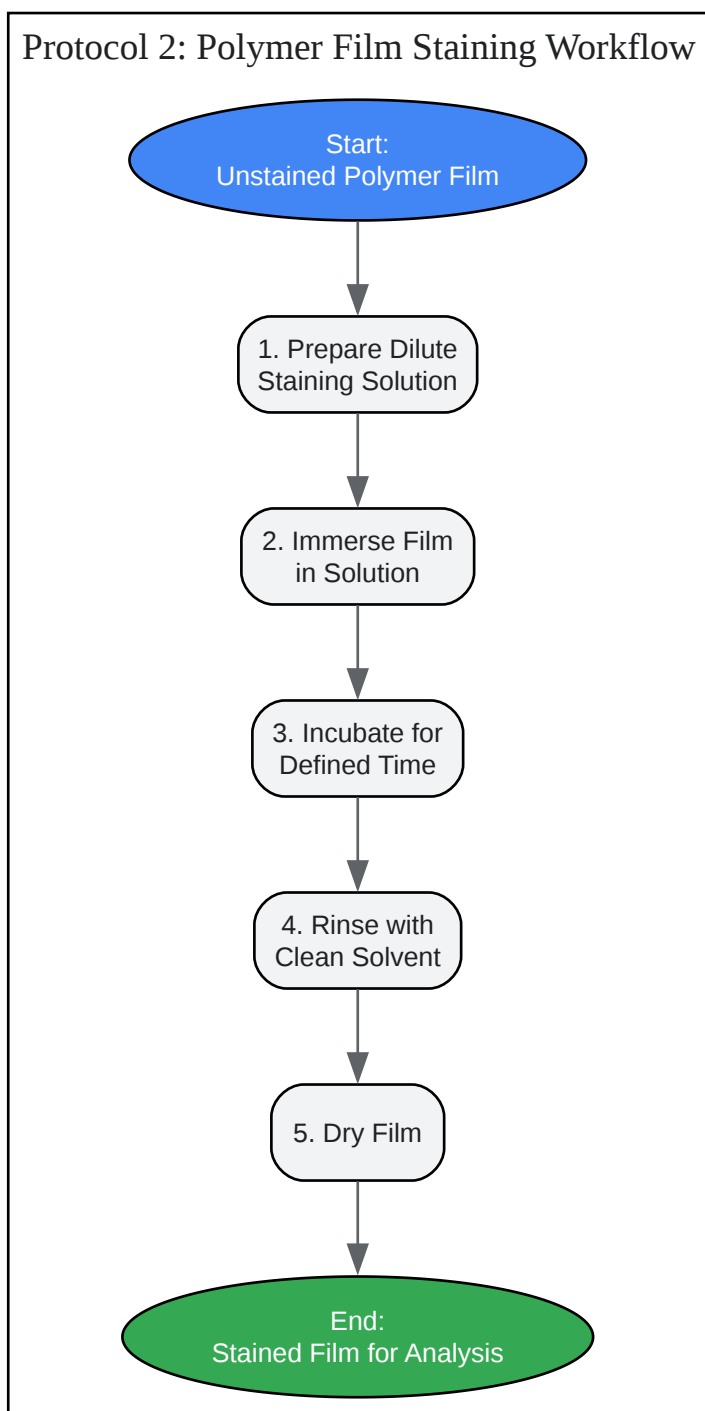 Protocol 2: Polymer Film Staining Workflow
Start:
Unstained Polymer Film
1. Prepare Dilute
Staining Solution
2. Immerse Film
in Solution
3. Incubate for
Defined Time
4. Rinse with
Clean Solvent
5. Dry Film
End:
Stained Film for Analysis